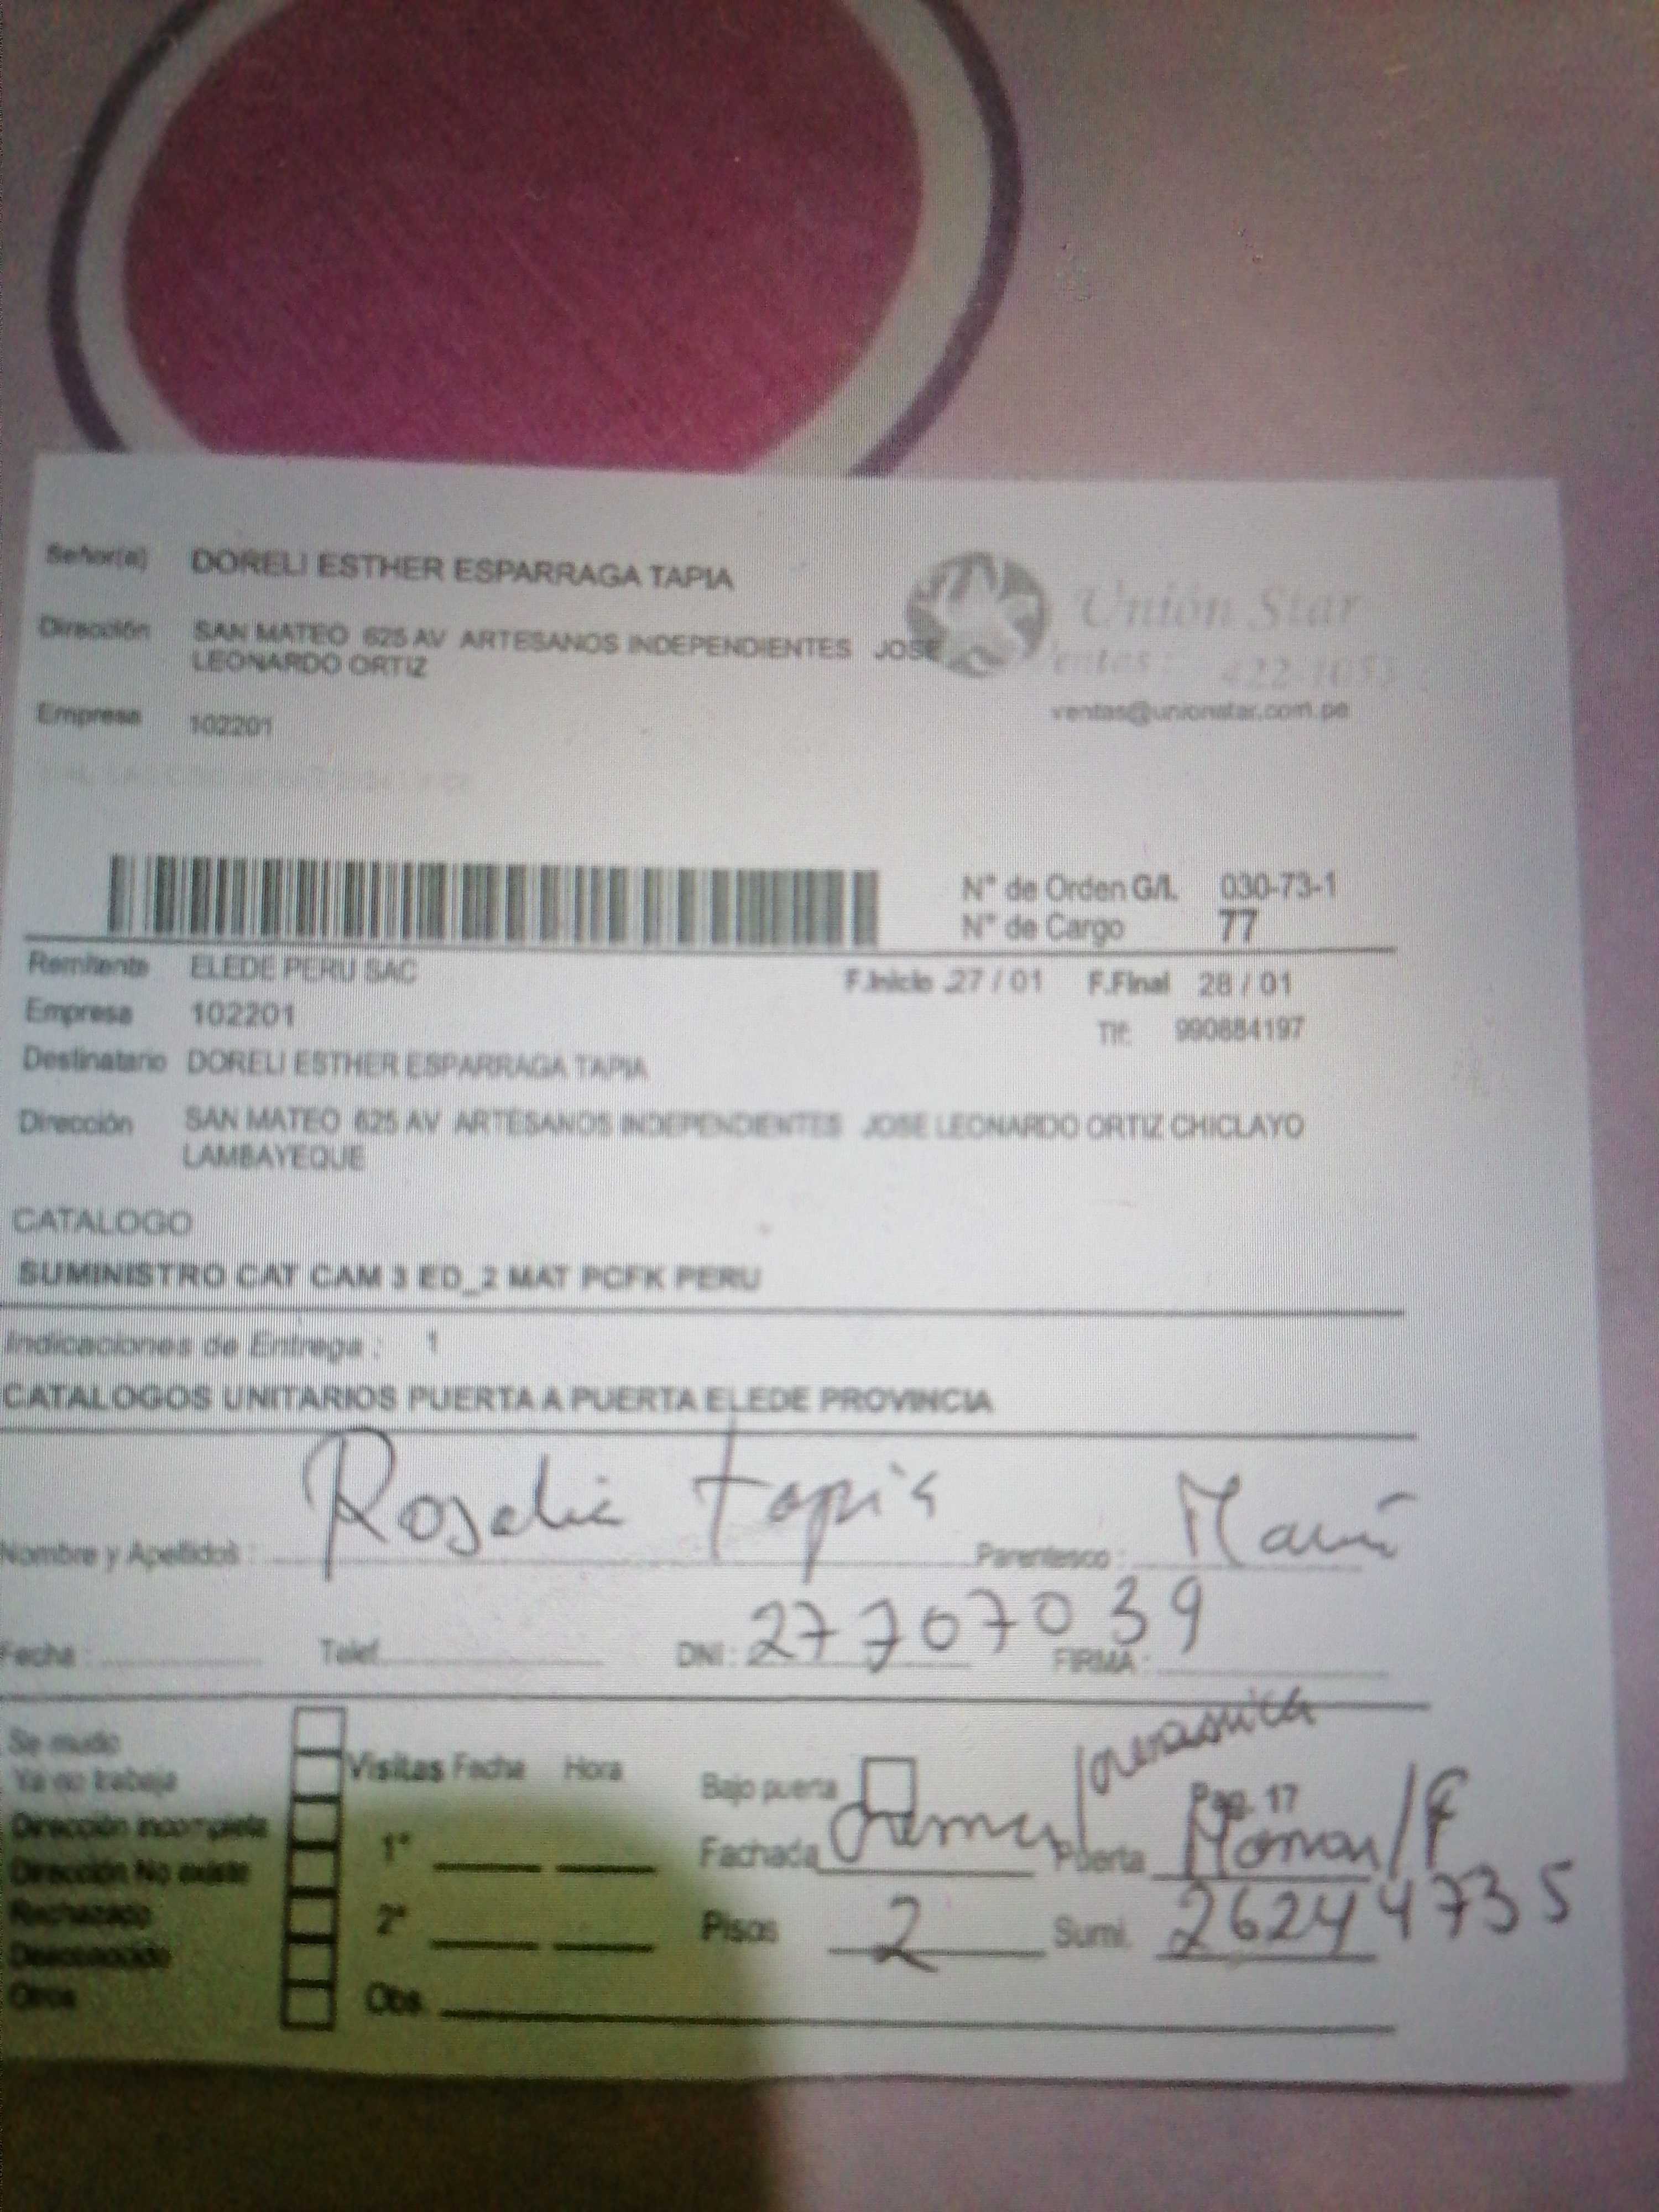 Señor(a) DORELI ESTHER ESPARRAGA TAPIA
Dirección SAN MATEO 625 AV ARTESANOS INDEPENDIENTES JOSE
LEONARDO ORTIZ
Unión Star
422-105
ventas@unionstar.com.pe
Empresa 102201
N° de Orden G/I. 030-73-1
N° de Cargo 77
Remitente ELEDE PERU SAC
F.Inicio 27 / 01 F.Final 28 / 01
Empresa 102201
Tlf: 990884197
Destinatario DORELI ESTHER ESPARRAGA TAPIA
Dirección SAN MATEO 625 AV ARTESANOS INDEPENDIENTES JOSE LEONARDO ORTIZ CHICLAYO
LAMBAYEQUE
CATALOGO
SUMINISTRO CAT CAM 3 ED_2 MAT PCFK PERU
Indicaciones de Entrega : 1
CATALOGOS UNITARIOS PUERTA A PUERTA ELEDE PROVINCIA
Nombre y Apellidos : Rosalia tapia Parentesco :
Fecha : Telef. DNI : 27707039 FIRMA :
Se mudo
Ya no trabaja
Dirección incompleta
Dirección No existe
Rechazado
Desconocido
Otros
Visitas Fecha Hora
1°
2°
Obs.
Bajo puerta
Pag. 17
Fachada Puerta
Pisos 2 Sumi. 26244735